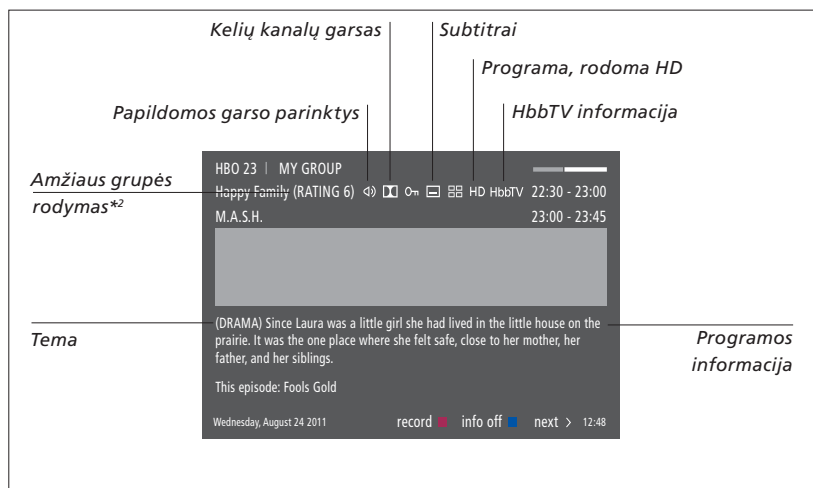 Kelių kanalų garsas
Subtitrai
Programa, rodoma HD
Papildomos garso parinktys
HbbTV informacija
Amžiaus grupės
rodymas*2
HBO 23 | MY GROUP
Happy Family (RATING 6) HD HbbTV 22:30 - 23:00
M.A.S.H. 23:00 - 23:45
Tema
(DRAMA) Since Laura was a little girl she had lived in the little house on the
prairie. It was the one place where she felt safe, close to her mother, her
father, and her siblings.
This episode: Fools Gold
Programos
informacija
Wednesday, August 24 2011 record info off next > 12:48